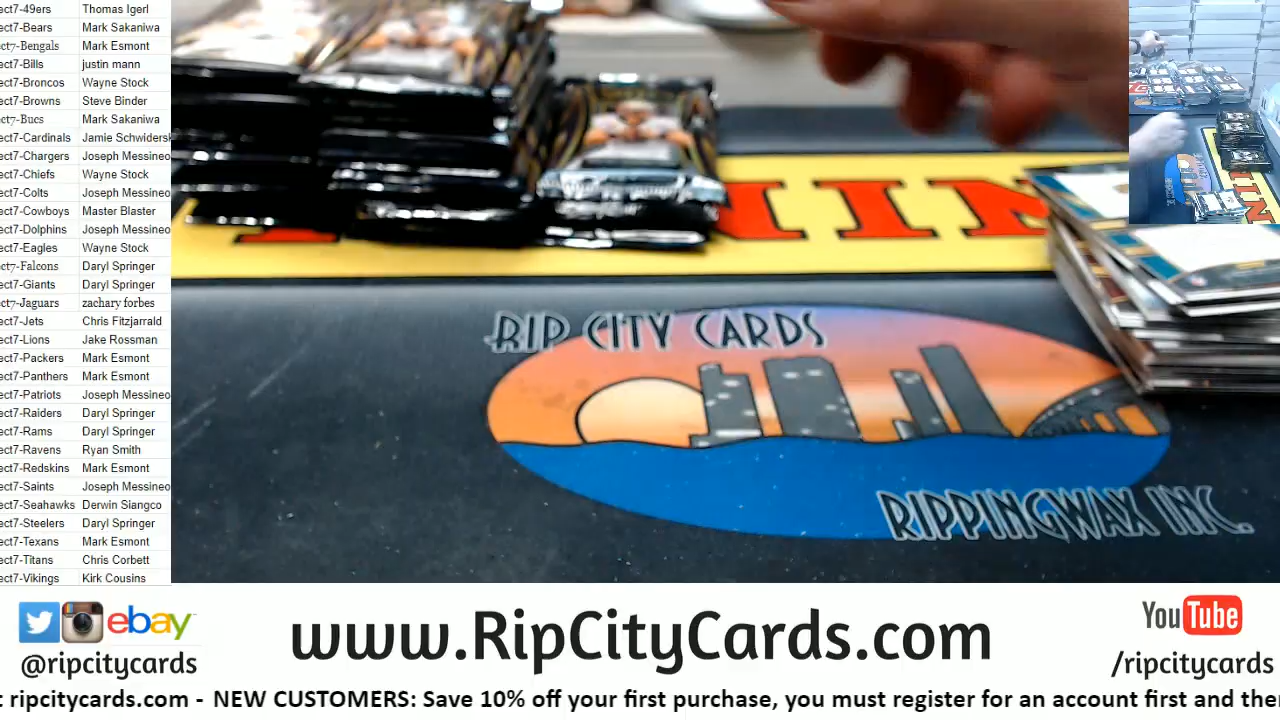 ect7-49ers Thomas Igerl
ect7-Bears Mark Sakaniwa
ect7-Bengals Mark Esmont
ect7-Bills justin mann
ect7-Broncos Wayne Stock
ect7-Browns Steve Binder
ect7-Bucs Mark Sakaniwa
ect7-Cardinals Jamie Schwidersk
ect7-Chargers Joseph Messineo
ect7-Chiefs Wayne Stock
ect7-Colts Joseph Messineo
ect7-Cowboys Master Blaster
ect7-Dolphins Joseph Messineo
ect7-Eagles Wayne Stock
ect7-Falcons Daryl Springer
ect7-Giants Daryl Springer
ect7-Jaguars zachary forbes
ect7-Jets Chris Fitzjarrald
ect7-Lions Jake Rossman
ect7-Packers Mark Esmont
ect7-Panthers Mark Esmont
ect7-Patriots Joseph Messineo
ect7-Raiders Daryl Springer
ect7-Rams Daryl Springer
ect7-Ravens Ryan Smith
ect7-Redskins Mark Esmont
ect7-Saints Joseph Messineo
ect7-Seahawks Derwin Siangco
ect7-Steelers Daryl Springer
ect7-Texans Mark Esmont
ect7-Titans Chris Corbett
ect7-Vikings Kirk Cousins
RIP CITY CARDS
RIPPINGWAX INC.
ebay
@ripcitycards
www.RipCityCards.com
YouTube
/ripcitycards
t ripcitycards.com - NEW CUSTOMERS: Save 10% off your first purchase, you must register for an account first and the